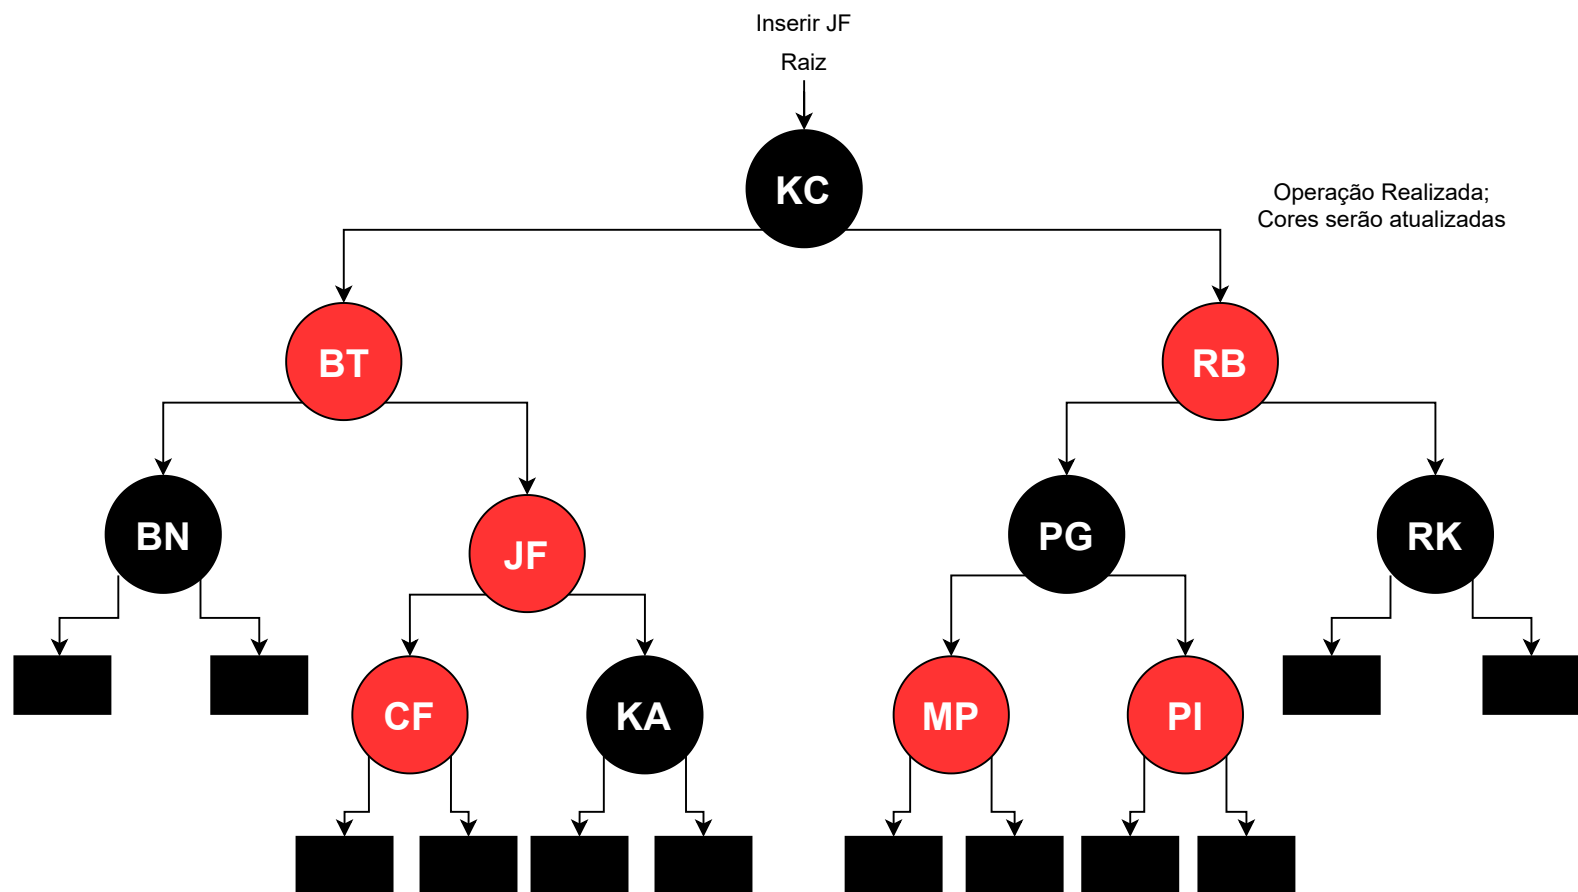 Inserir JF
Raiz
KC
Operação Realizada;
Cores serão atualizadas
BT
RB
BN
JF
PG
RK
CF
KA
MP
PI